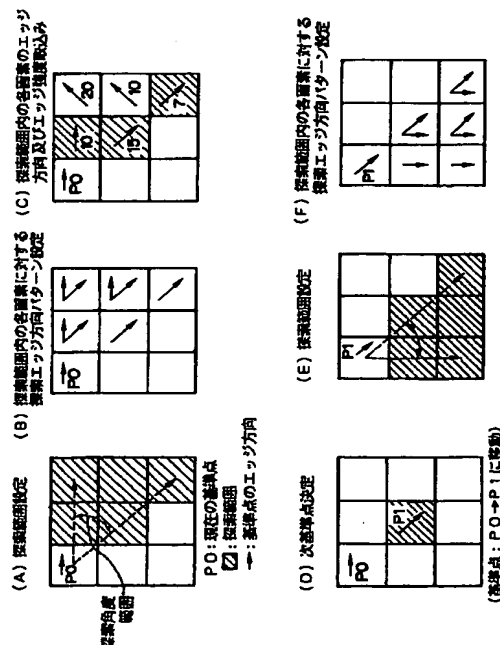 (A) 探索範囲設定
P0
探索角度
範囲
P0：現在の基準点
：探索範囲
→：基準点のエッジ方向
(B) 探索範囲内の各画素に対する
探索エッジ方向パターン設定
P0
(C) 探索範囲内の各画素のエッジ
方向及びエッジ強度取込み
P0
10
20
15
10
7
(D) 次基準点決定
P0
P1
(基準点：P0→P1に移動)
(E) 探索範囲設定
P1
(F) 探索範囲内の各画素に対する
探索エッジ方向パターン設定
P1